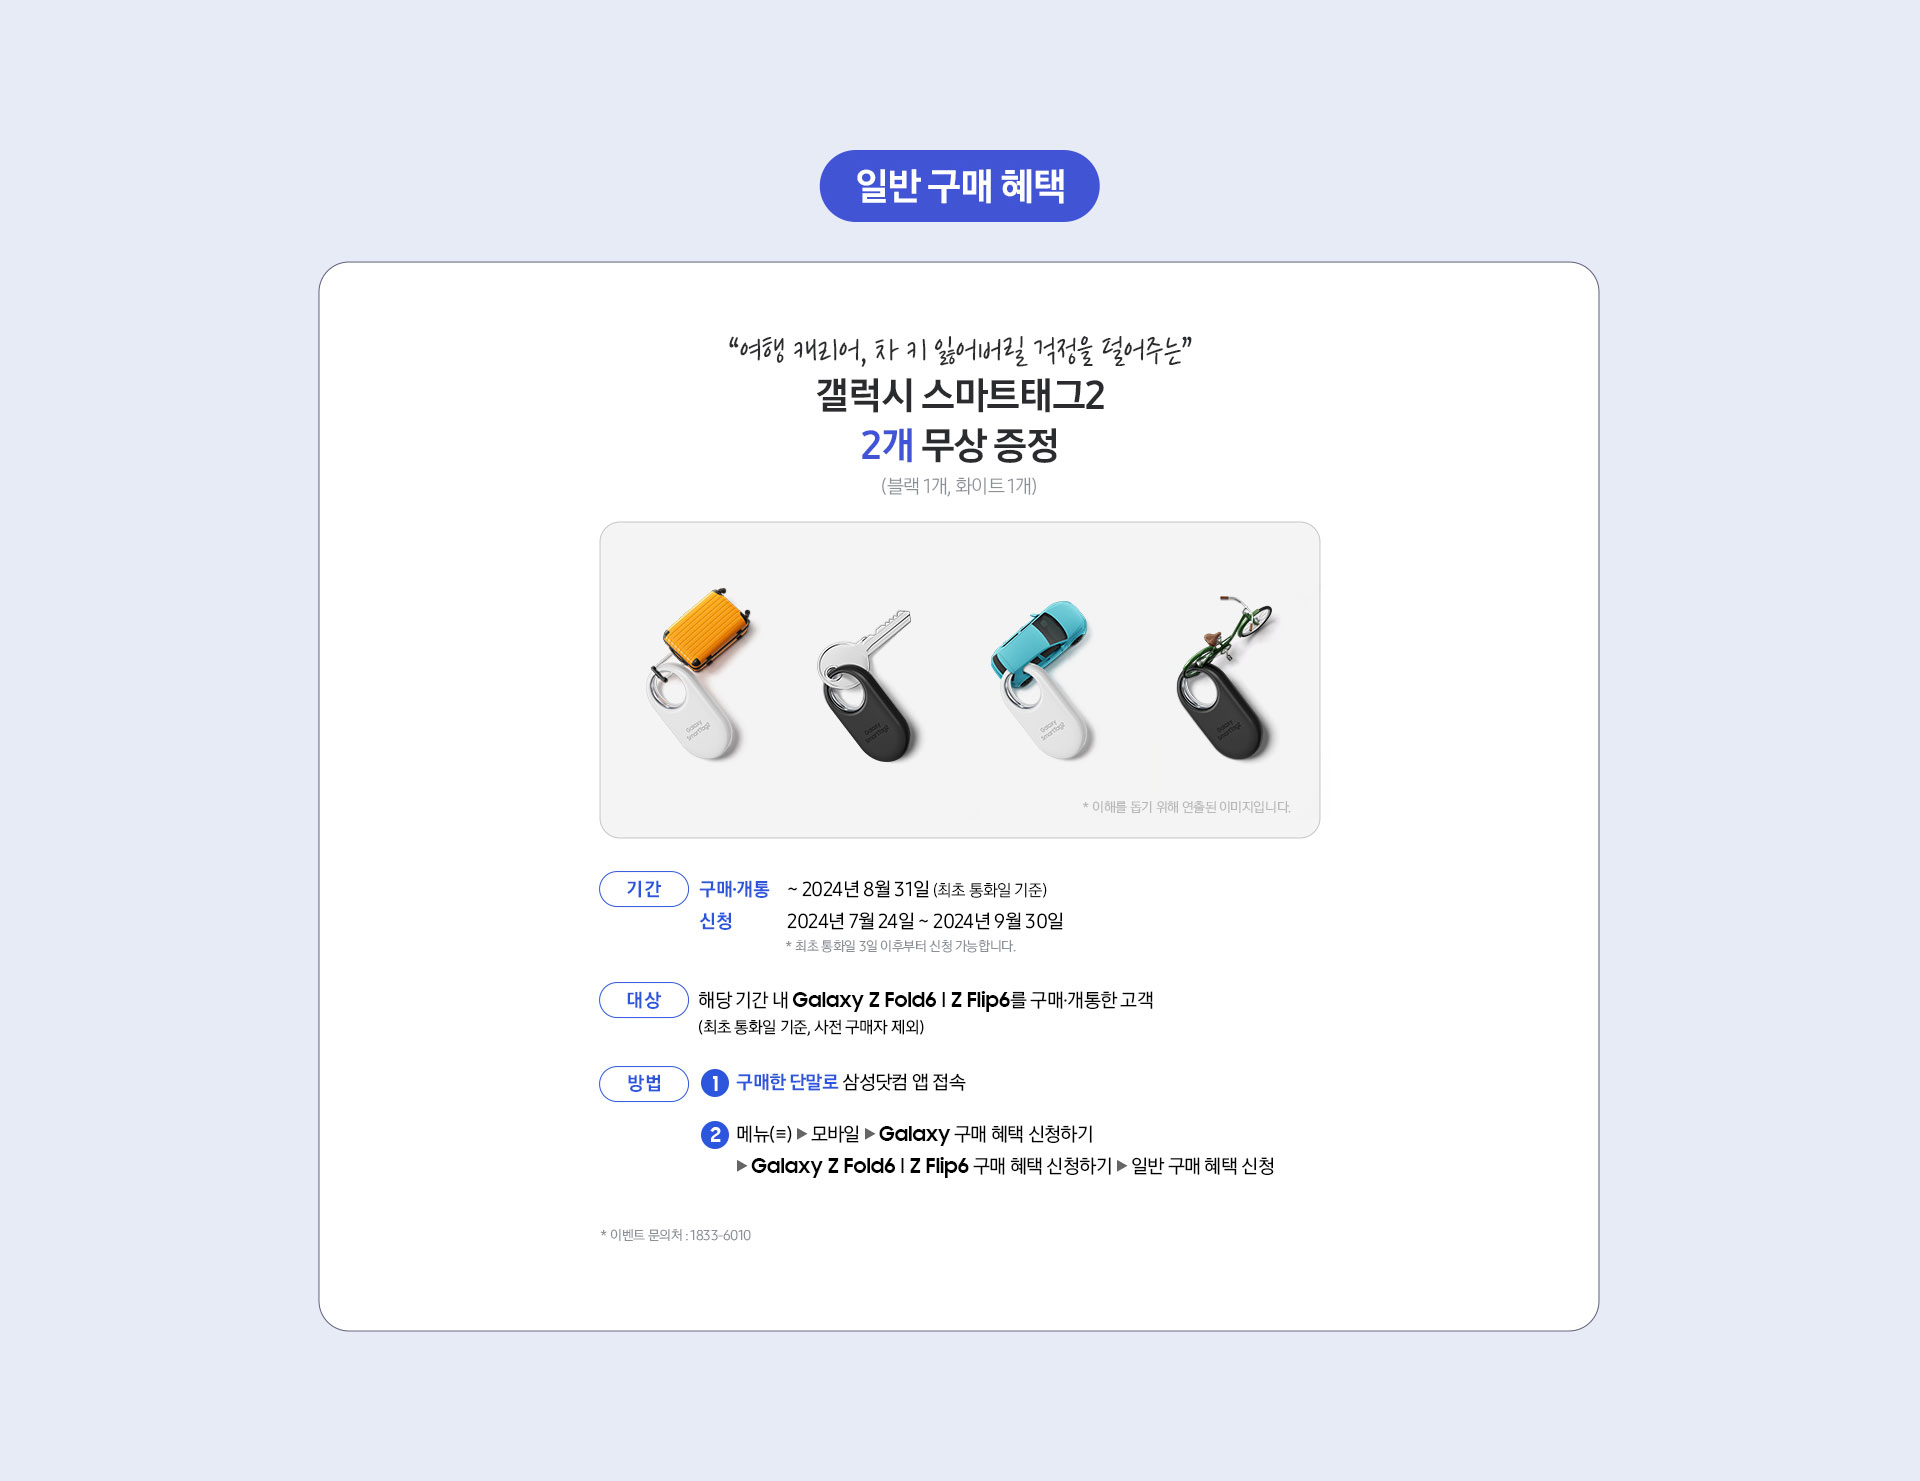 일반 구매 혜택
“여행 캐리어, 차 키 잃어버릴 걱정을 덜어주는”
갤럭시 스마트태그2
2개 무상 증정
(블랙 1개, 화이트 1개)
Galaxy SmartTag2
Galaxy SmartTag2
Galaxy SmartTag2
Galaxy SmartTag2
* 이해를 돕기 위해 연출된 이미지입니다.
기간 구매·개통 ~ 2024년 8월 31일 (최초 통화일 기준)
신청 2024년 7월 24일 ~ 2024년 9월 30일
* 최초 통화일 3일 이후부터 신청 가능합니다.
대상 해당 기간 내 Galaxy Z Fold6 | Z Flip6를 구매·개통한 고객
(최초 통화일 기준, 사전 구매자 제외)
방법 1 구매한 단말로 삼성닷컴 앱 접속
2 메뉴(≡) ▶ 모바일 ▶ Galaxy 구매 혜택 신청하기
▶ Galaxy Z Fold6 | Z Flip6 구매 혜택 신청하기 ▶ 일반 구매 혜택 신청
* 이벤트 문의처 : 1833-6010